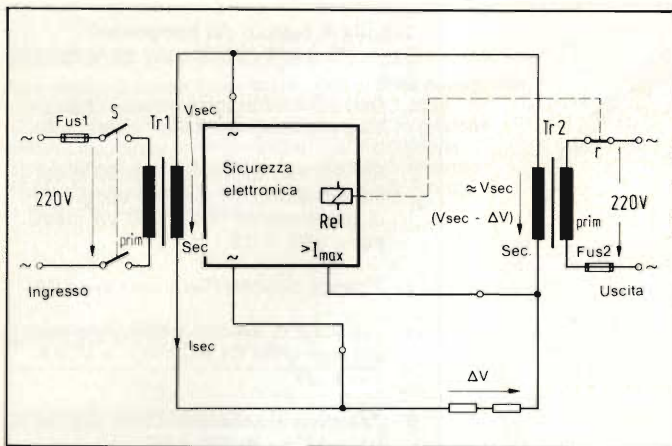 Fus1
S
Tr1
Vsec
~
220V
prim
Sec
~
Ingresso
~
Sicurezza
elettronica
Rel
>Imax
~
Isec
ΔV
Tr2
≈Vsec
(Vsec - ΔV)
Sec.
r
~
220V
prim
Fus2
~
Uscita